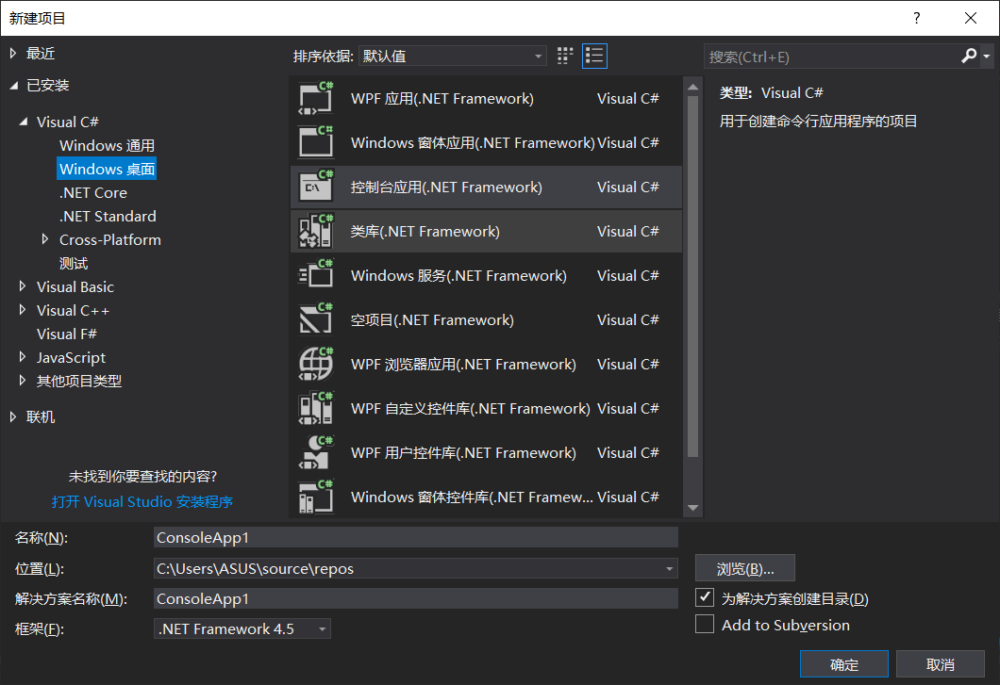 新建项目
?
最近
已安装
Visual C#
Windows 通用
Windows 桌面
.NET Core
.NET Standard
Cross-Platform
测试
Visual Basic
Visual C++
Visual F#
JavaScript
其他项目类型
联机
未找到你要查找的内容?
打开 Visual Studio 安装程序
排序依据: 默认值
C# WPF 应用(.NET Framework) Visual C#
C# Windows 窗体应用(.NET Framework) Visual C#
C# C:\ 控制台应用(.NET Framework) Visual C#
C# 类库(.NET Framework) Visual C#
C# Windows 服务(.NET Framework) Visual C#
C# 空项目(.NET Framework) Visual C#
C# WPF 浏览器应用(.NET Framework) Visual C#
C# WPF 自定义控件库(.NET Framework) Visual C#
C# WPF 用户控件库(.NET Framework) Visual C#
C# Windows 窗体控件库(.NET Framew... Visual C#
搜索(Ctrl+E)
类型: Visual C#
用于创建命令行应用程序的项目
名称(N): ConsoleApp1
位置(L): C:\Users\ASUS\source\repos 浏览(B)...
解决方案名称(M): ConsoleApp1 为解决方案创建目录(D)
框架(F): .NET Framework 4.5 Add to Subversion
确定 取消